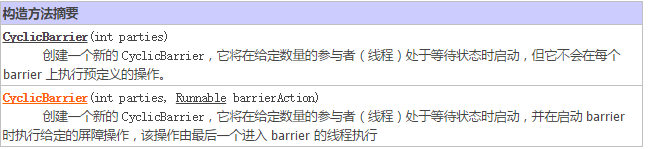 构造方法摘要
CyclicBarrier(int parties)
创建一个新的 CyclicBarrier，它将在给定数量的参与者（线程）处于等待状态时启动，但它不会在每个
barrier 上执行预定义的操作。
CyclicBarrier(int parties, Runnable barrierAction)
创建一个新的 CyclicBarrier，它将在给定数量的参与者（线程）处于等待状态时启动，并在启动 barrier
时执行给定的屏障操作，该操作由最后一个进入 barrier 的线程执行